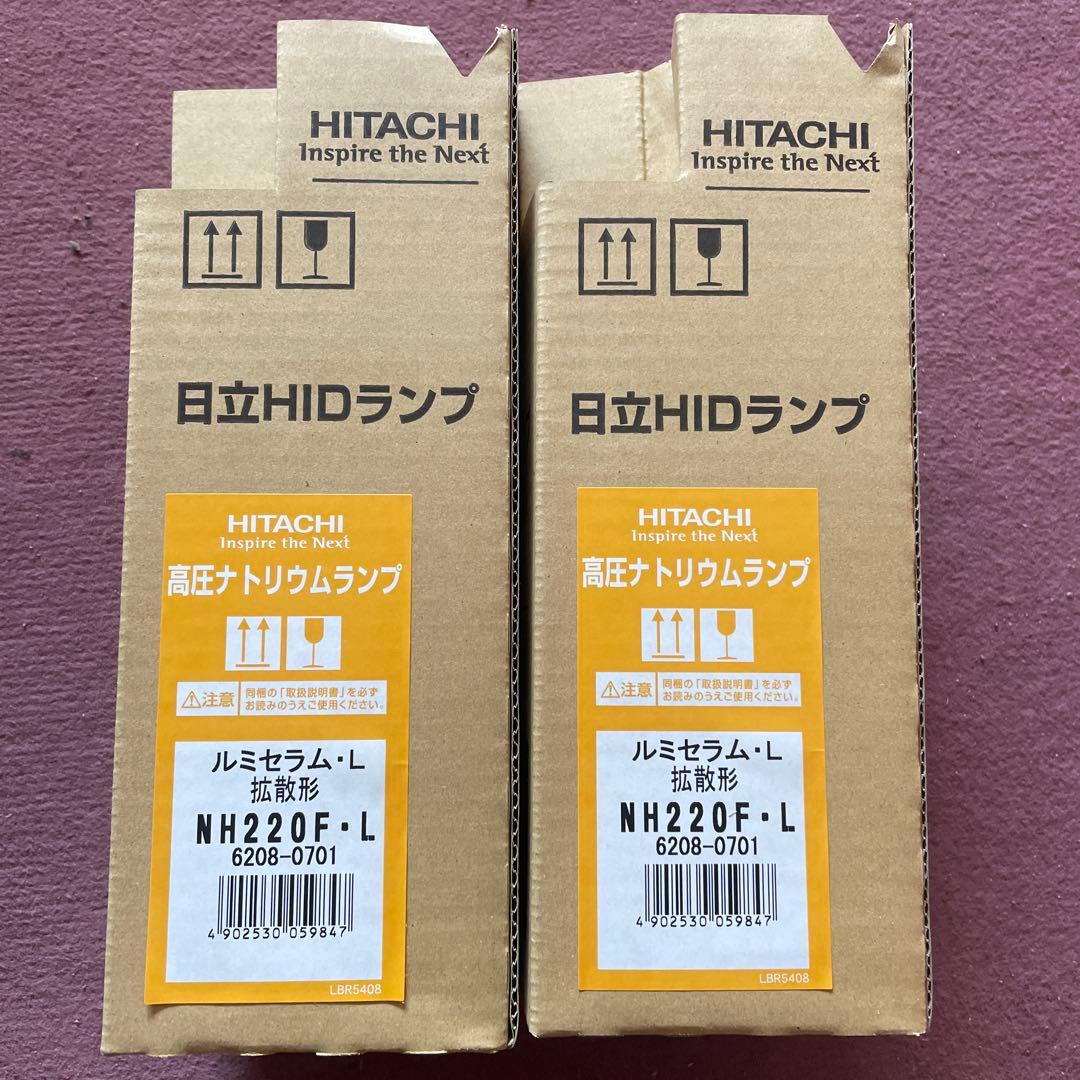 HITACHI
Inspire the Next
日立HIDランプ
HITACHI
Inspire the Next
高圧ナトリウムランプ
注意
同梱の「取扱説明書」を必ず
お読みのうえご使用ください。
ルミセラム・L
拡散形
NH220F・L
6208-0701
4 902530 059847
LBR5408
HITACHI
Inspire the Next
日立HIDランプ
HITACHI
Inspire the Next
高圧ナトリウムランプ
注意
同梱の「取扱説明書」を必ず
お読みのうえご使用ください。
ルミセラム・L
拡散形
NH220F・L
6208-0701
4 902530 059847
LBR5408